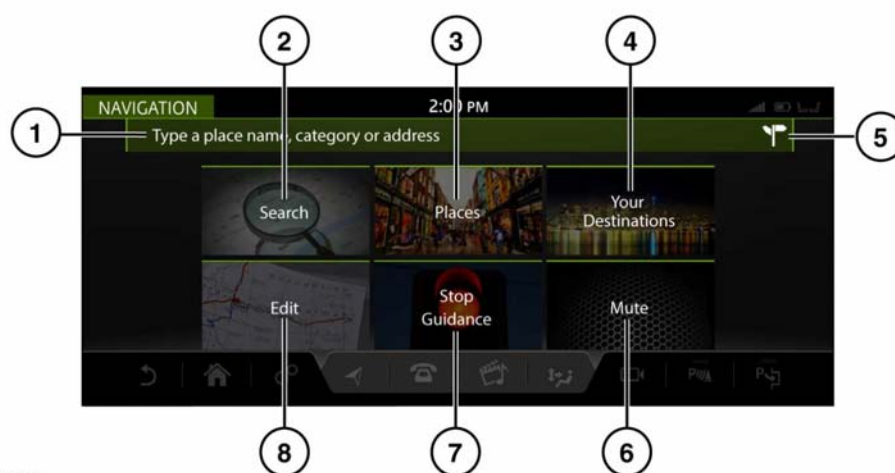 2
3
4
NAVIGATION
2:00 PM
1
Type a place name, category or address
5
Search
Places
Your
Destinations
Edit
Stop
Guidance
Mute
8
7
6